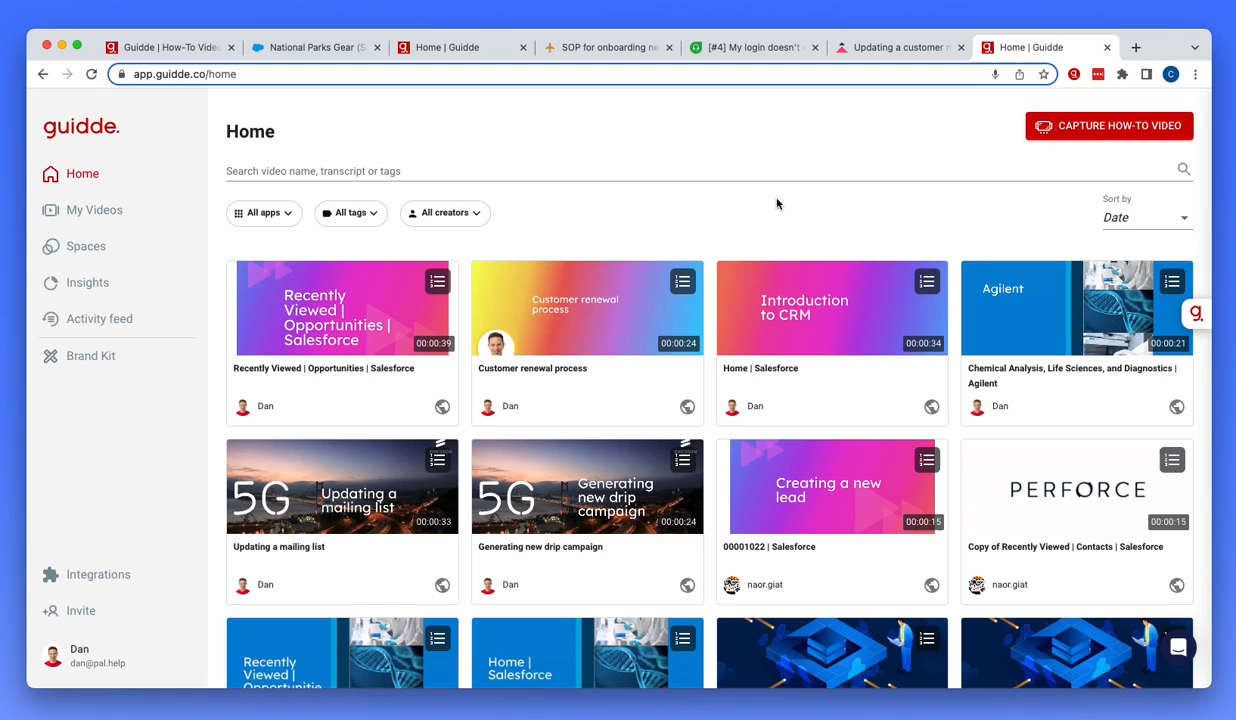 Guidde | How-To Vide
National Parks Gear (S
Home | Guidde
SOP for onboarding ne
[#4] My login doesn't
Updating a customer
Home | Guidde
app.guidde.co/home
C
guidde.
Home
My Videos
Spaces
Insights
Activity feed
Brand Kit
Integrations
Invite
Dan
dan@pal.help
Home
CAPTURE HOW-TO VIDEO
Search video name, transcript or tags
All apps
All tags
All creators
Sort by
Date
g.
Recently
Viewed |
Opportunities |
Salesforce
00:00:39
Recently Viewed | Opportunities | Salesforce
Dan
Customer renewal
process
00:00:24
Customer renewal process
Dan
Introduction
to CRM
00:00:34
Home | Salesforce
Dan
Agilent
00:00:21
Chemical Analysis, Life Sciences, and Diagnostics |
Agilent
Dan
5G
Updating a
mailing list
00:00:33
Updating a mailing list
Dan
5G
Generating
new drip
campaign
00:00:24
Generating new drip campaign
Dan
Creating a new
lead
00:00:15
00001022 | Salesforce
naor.giat
PERFORCE
00:00:15
Copy of Recently Viewed | Contacts | Salesforce
naor.giat
Recently
Viewed |
Opportunitie
Home |
Salesforce